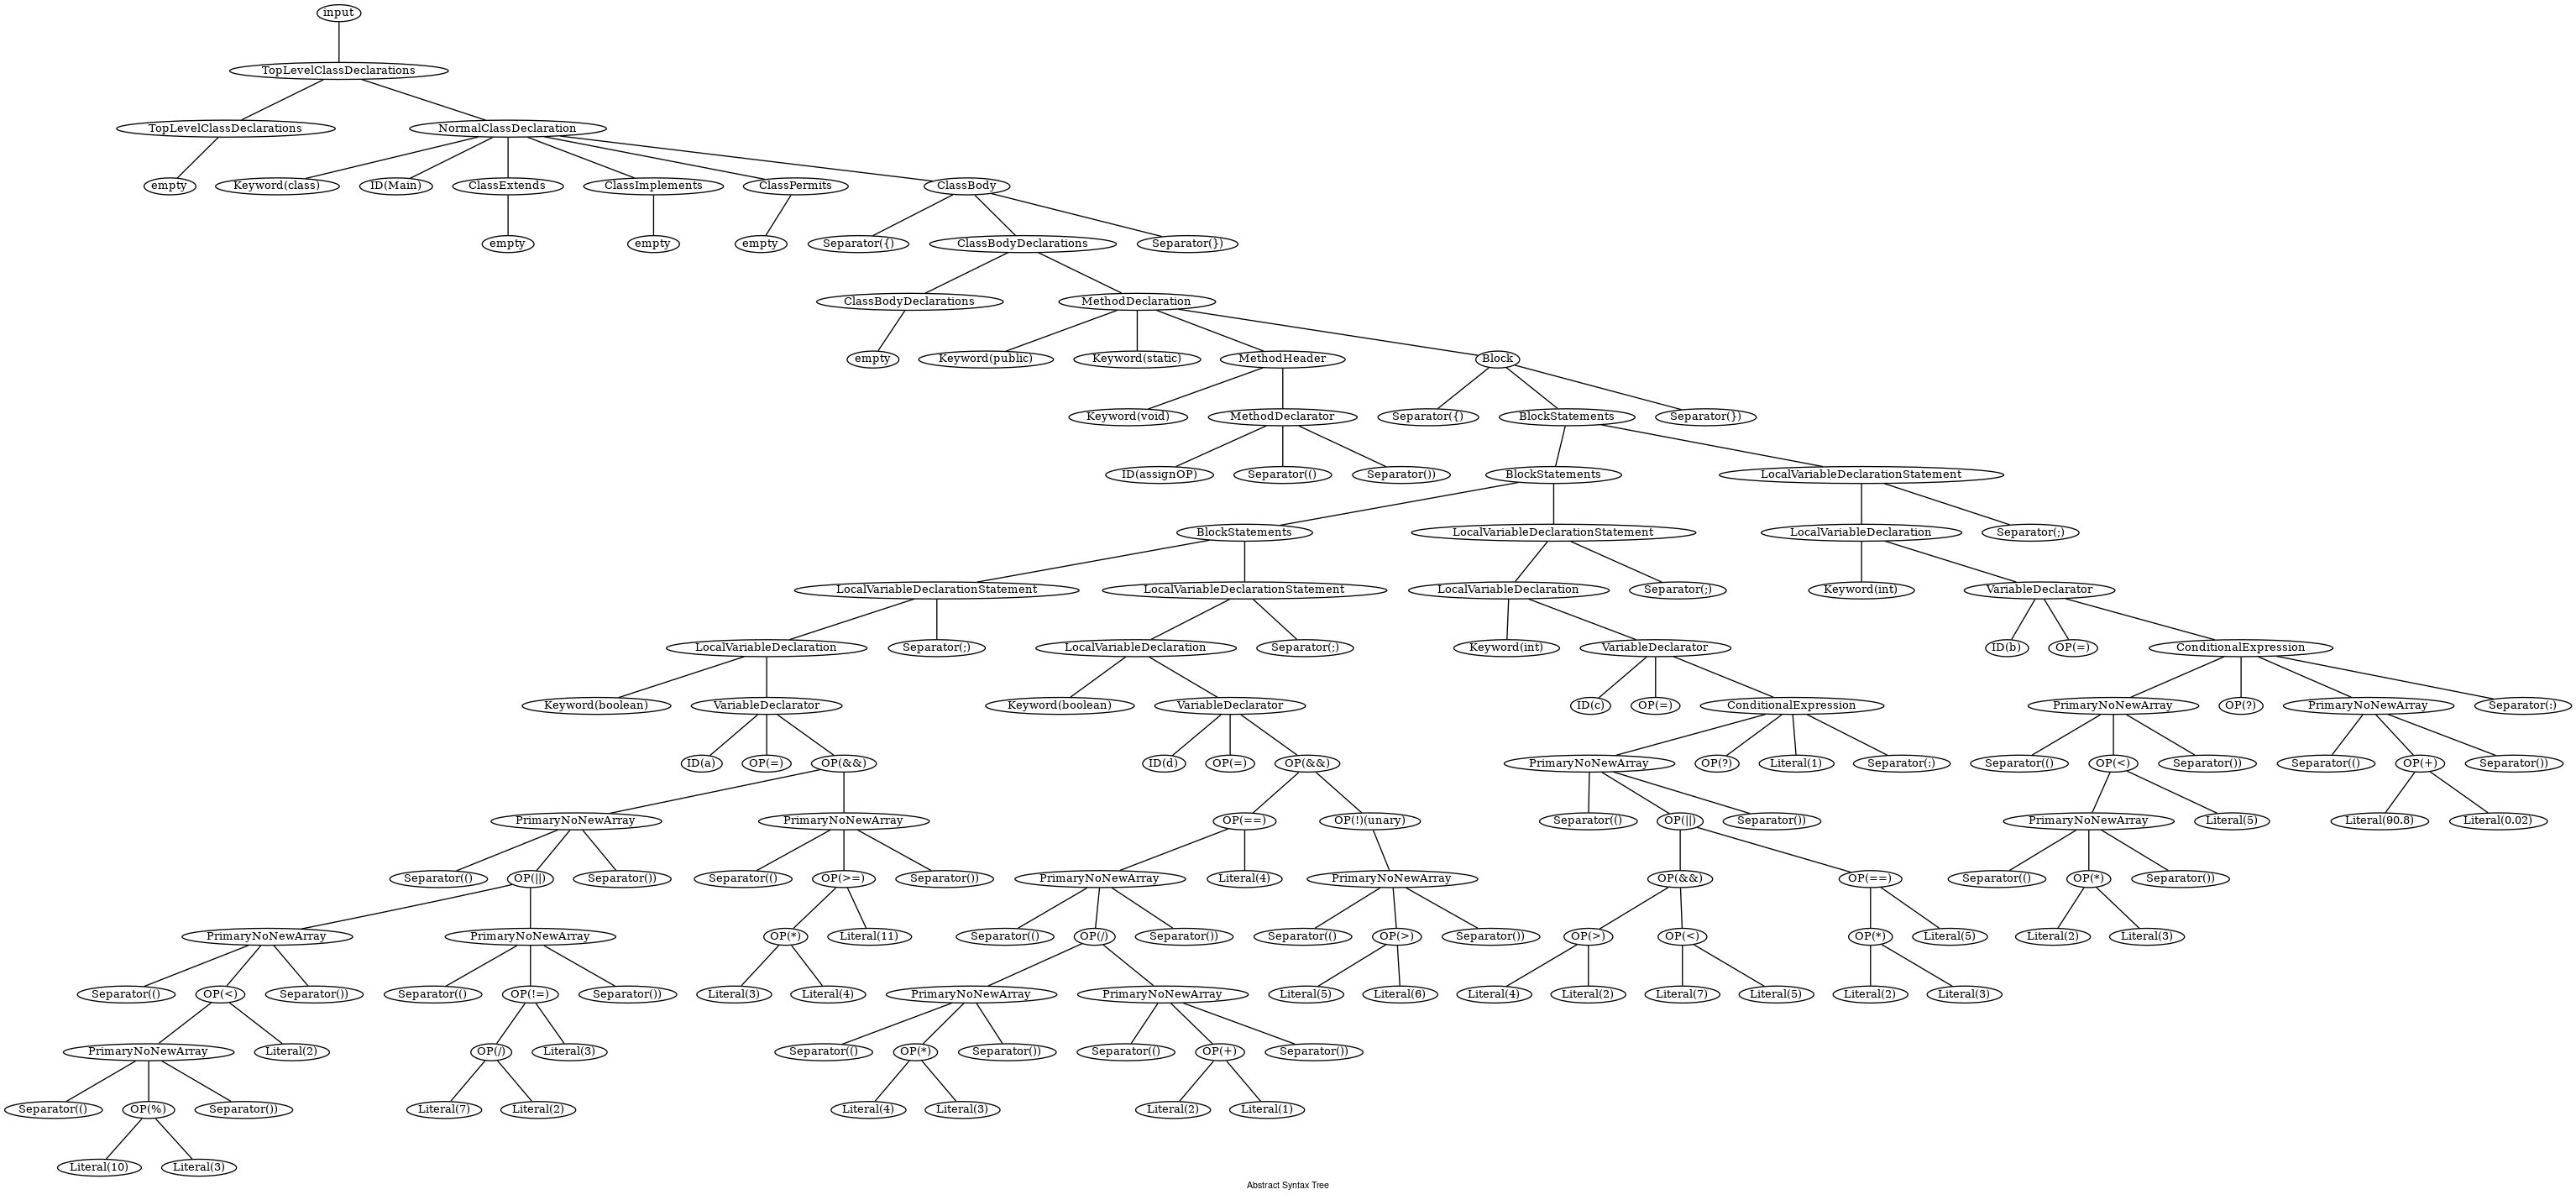 input
TopLevelClassDeclarations
TopLevelClassDeclarations NormalClassDeclaration
empty Keyword(class) ID(Main) ClassExtends ClassImplements ClassPermits ClassBody
empty empty empty Separator({) ClassBodyDeclarations Separator(})
ClassBodyDeclarations MethodDeclaration
empty Keyword(public) Keyword(static) MethodHeader Block
Keyword(void) MethodDeclarator Separator({) BlockStatements Separator(})
ID(assignOP) Separator(() Separator()) BlockStatements LocalVariableDeclarationStatement
BlockStatements LocalVariableDeclarationStatement LocalVariableDeclaration Separator(;)
LocalVariableDeclarationStatement LocalVariableDeclarationStatement LocalVariableDeclaration Separator(;) Keyword(int) VariableDeclarator
LocalVariableDeclaration Separator(;) LocalVariableDeclaration Separator(;) Keyword(int) VariableDeclarator ID(b) OP(=) ConditionalExpression
Keyword(boolean) VariableDeclarator Keyword(boolean) VariableDeclarator ID(c) OP(=) ConditionalExpression PrimaryNoNewArray OP(?) PrimaryNoNewArray Separator(:)
ID(a) OP(=) OP(&&) ID(d) OP(=) OP(&&) PrimaryNoNewArray OP(?) Literal(1) Separator(:) Separator(() OP(<) Separator()) Separator(() OP(+) Separator())
PrimaryNoNewArray PrimaryNoNewArray OP(==) OP(!)(unary) Separator(() OP(||) Separator()) PrimaryNoNewArray Literal(5) Literal(90.8) Literal(0.02)
Separator(() OP(||) Separator()) Separator(() OP(>=) Separator()) PrimaryNoNewArray Literal(4) PrimaryNoNewArray OP(&&) OP(==) Separator(() OP(*) Separator())
PrimaryNoNewArray PrimaryNoNewArray OP(*) Literal(11) Separator(() OP(/) Separator()) Separator(() OP(>) Separator()) OP(>) OP(<) OP(*) Literal(5) Literal(2) Literal(3)
Separator(() OP(<) Separator()) Separator(() OP(!=) Separator()) Literal(3) Literal(4) PrimaryNoNewArray PrimaryNoNewArray Literal(5) Literal(6) Literal(4) Literal(2) Literal(7) Literal(5) Literal(2) Literal(3)
PrimaryNoNewArray Literal(2) OP(/) Literal(3) Separator(() OP(*) Separator()) Separator(() OP(+) Separator())
Separator(() OP(%) Separator()) Literal(7) Literal(2) Literal(4) Literal(3) Literal(2) Literal(1)
Literal(10) Literal(3)
Abstract Syntax Tree